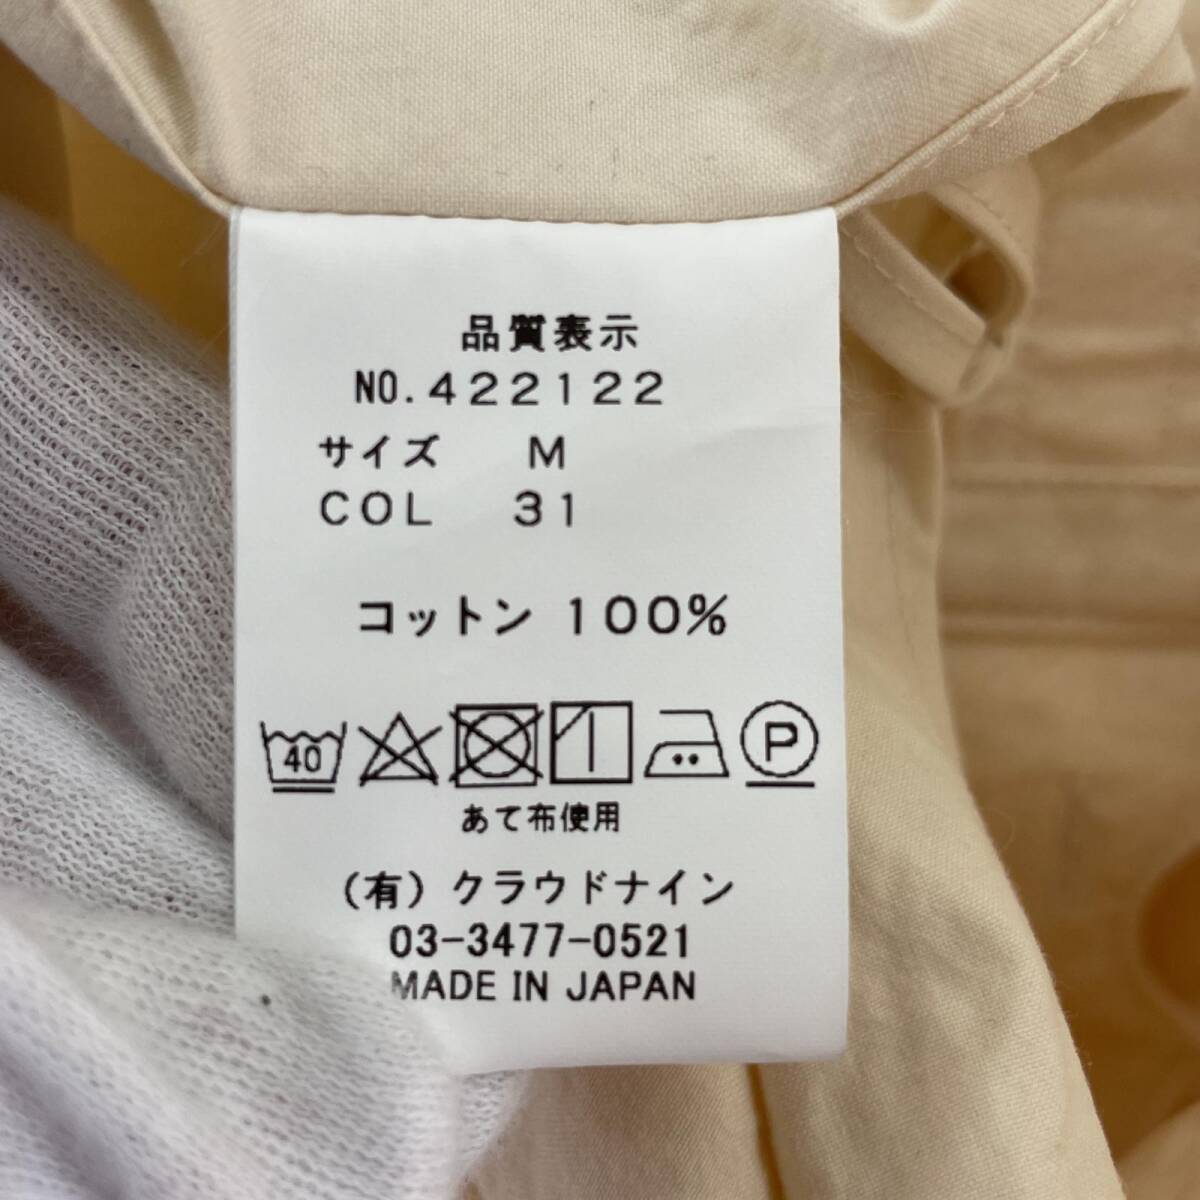 品質表示
NO.422122
サイズ M
COL 31
コットン 100%
40 P
あて布使用
(有)クラウドナイン
03-3477-0521
MADE IN JAPAN